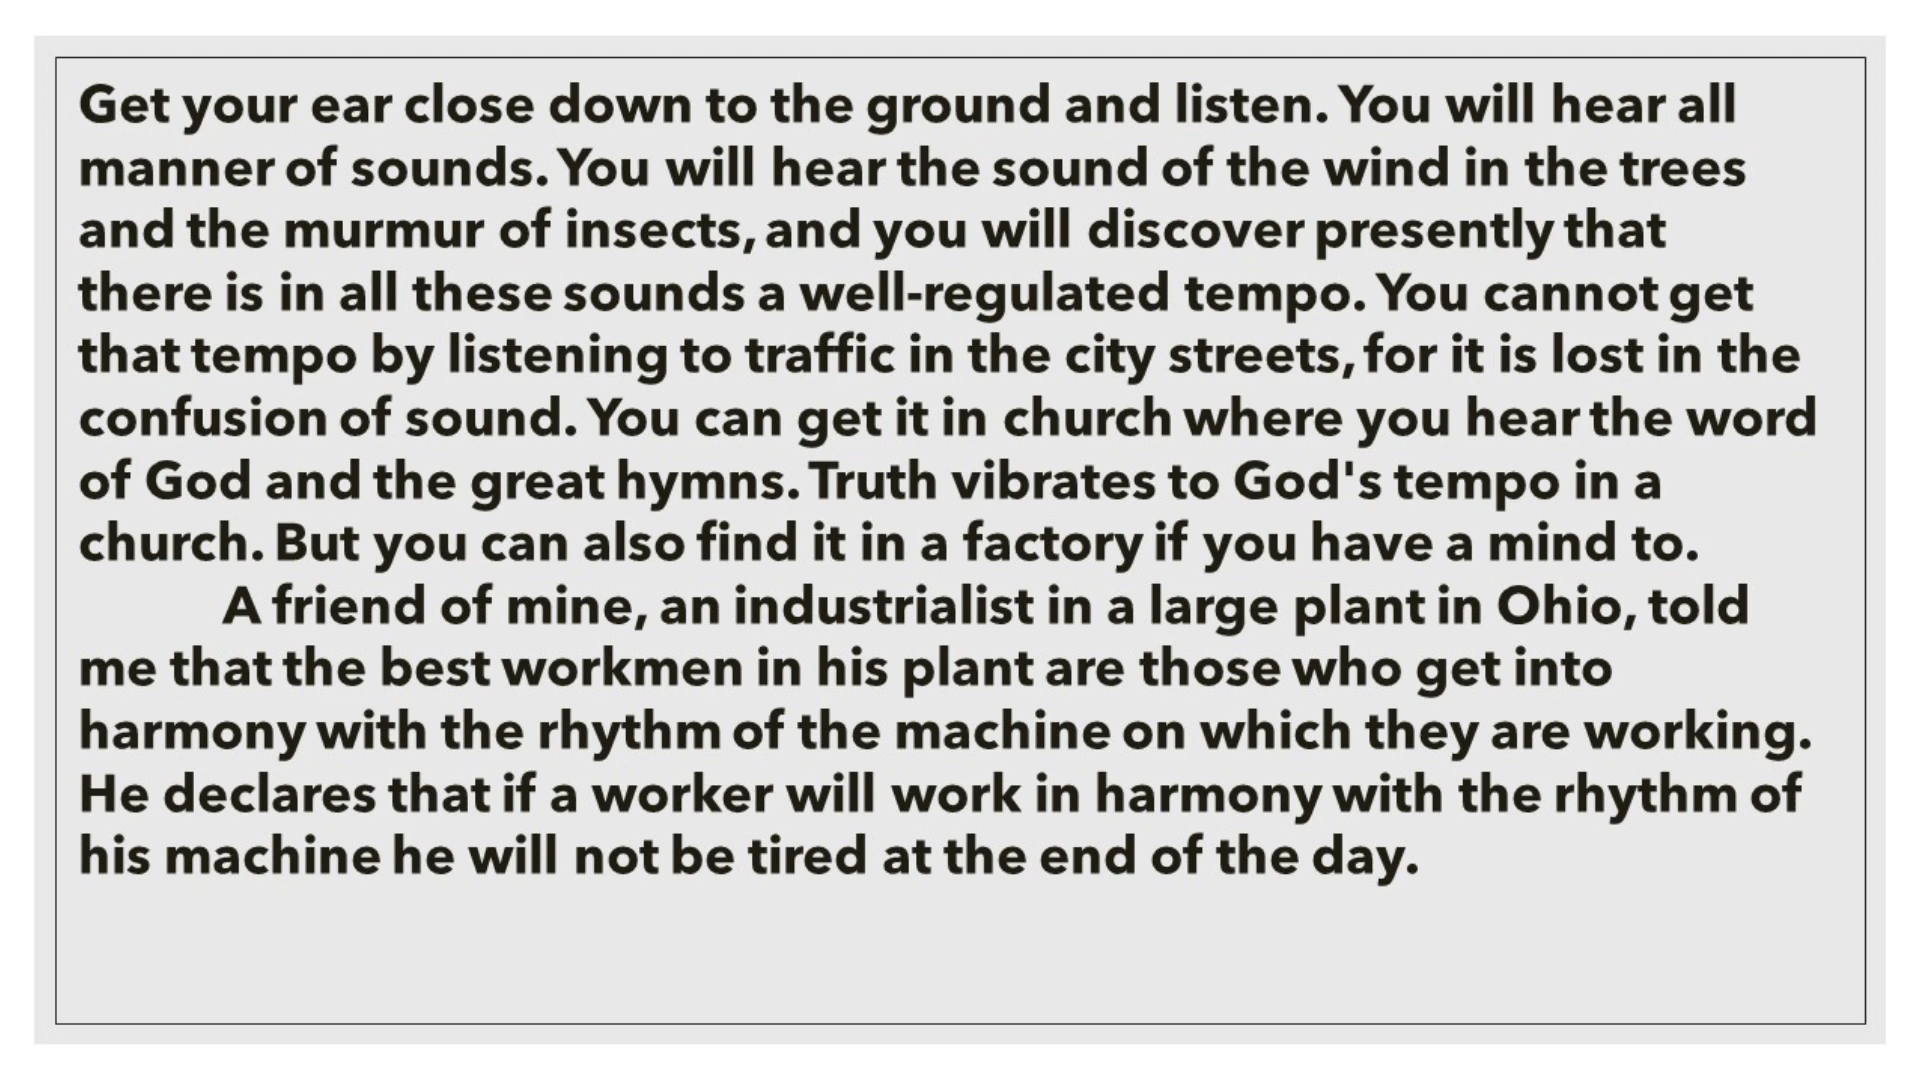 Get your ear close down to the ground and listen. You will hear all
manner of sounds. You will hear the sound of the wind in the trees
and the murmur of insects, and you will discover presently that
there is in all these sounds a well-regulated tempo. You cannot get
that tempo by listening to traffic in the city streets, for it is lost in the
confusion of sound. You can get it in church where you hear the word
of God and the great hymns. Truth vibrates to God's tempo in a
church. But you can also find it in a factory if you have a mind to.
A friend of mine, an industrialist in a large plant in Ohio, told
me that the best workmen in his plant are those who get into
harmony with the rhythm of the machine on which they are working.
He declares that if a worker will work in harmony with the rhythm of
his machine he will not be tired at the end of the day.